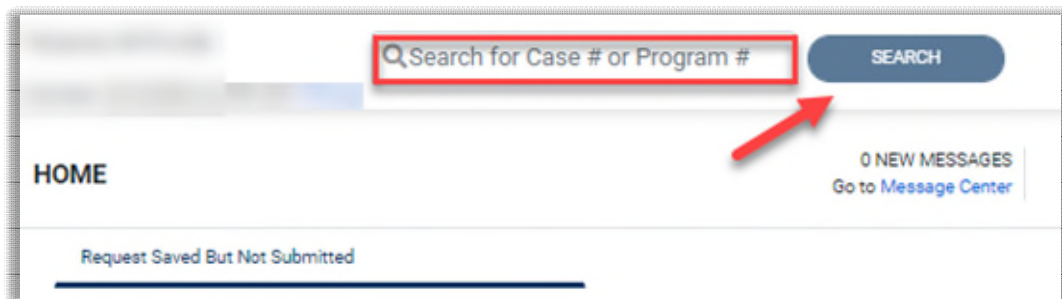 Search for Case # or Program #
SEARCH
HOME
0 NEW MESSAGES
Go to Message Center
Request Saved But Not Submitted